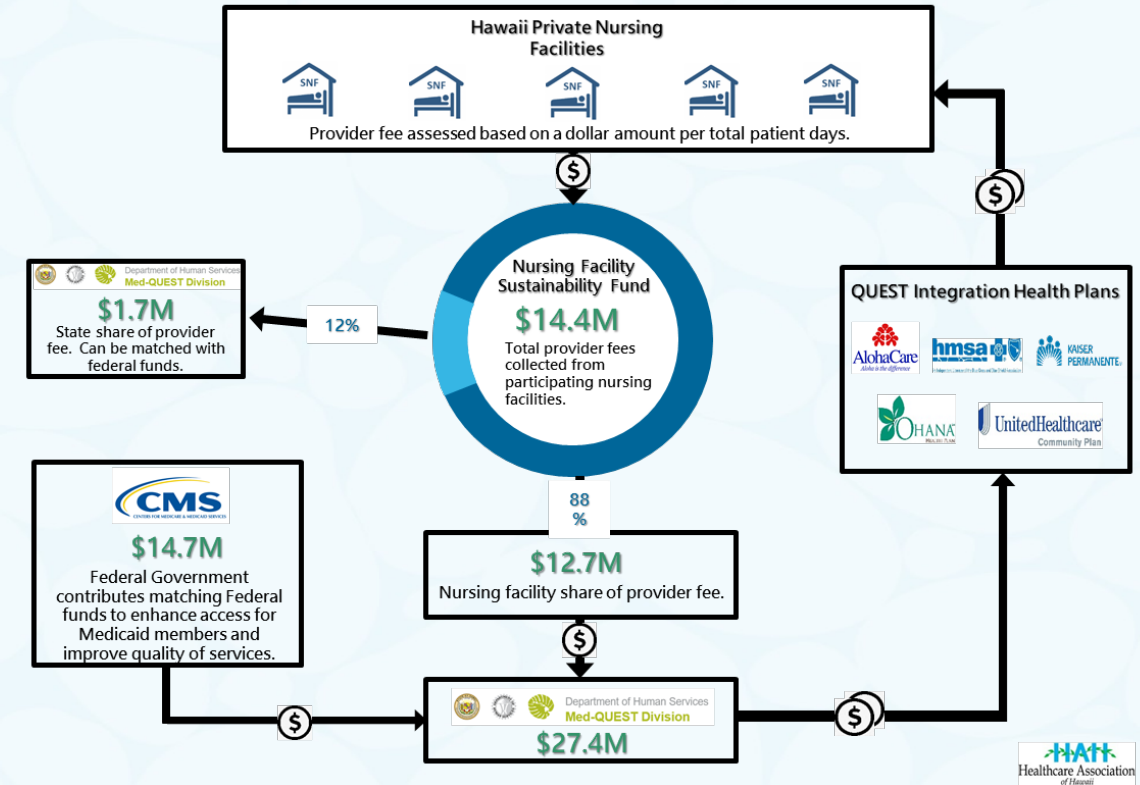 Hawaii Private Nursing
Facilities
SNF
SNF
SNF
SNF
SNF
Provider fee assessed based on a dollar amount per total patient days.
$
Nursing Facility
Sustainability Fund
$14.4M
Total provider fees
collected from
participating nursing
facilities.
12%
Department of Human Services
Med-QUEST Division
$1.7M
State share of provider
fee. Can be matched with
federal funds.
$
QUEST Integration Health Plans
AlohaCare
Aloha is the difference
hmsa
KAISER
PERMANENTE®
OHANA
HEALTH PLAN
UnitedHealthcare®
Community Plan
CMS
CENTERS FOR MEDICARE & MEDICAID SERVICES
$14.7M
Federal Government
contributes matching Federal
funds to enhance access for
Medicaid members and
improve quality of services.
88
%
$12.7M
Nursing facility share of provider fee.
$
$
Department of Human Services
Med-QUEST Division
$27.4M
$
HAH
Healthcare Association
of Hawaii